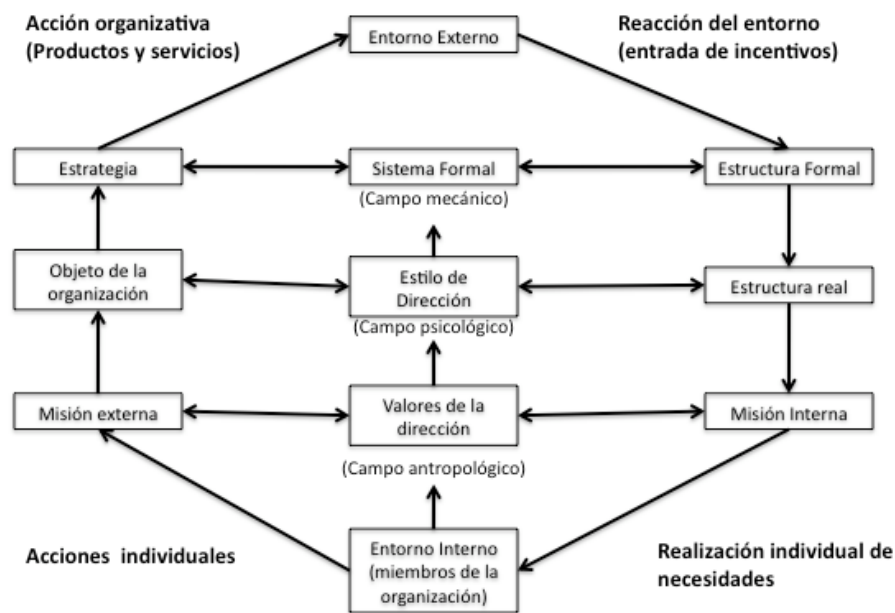 Acción organizativa
(Productos y servicios)
Entorno Externo
Reacción del entorno
(entrada de incentivos)
Estrategia
Sistema Formal
Estructura Formal
(Campo mecánico)
Objeto de la
organización
Estilo de
Dirección
Estructura real
(Campo psicológico)
Misión externa
Valores de la
dirección
Misión Interna
(Campo antropológico)
Acciones individuales
Entorno Interno
(miembros de la
organización)
Realización individual de
necesidades